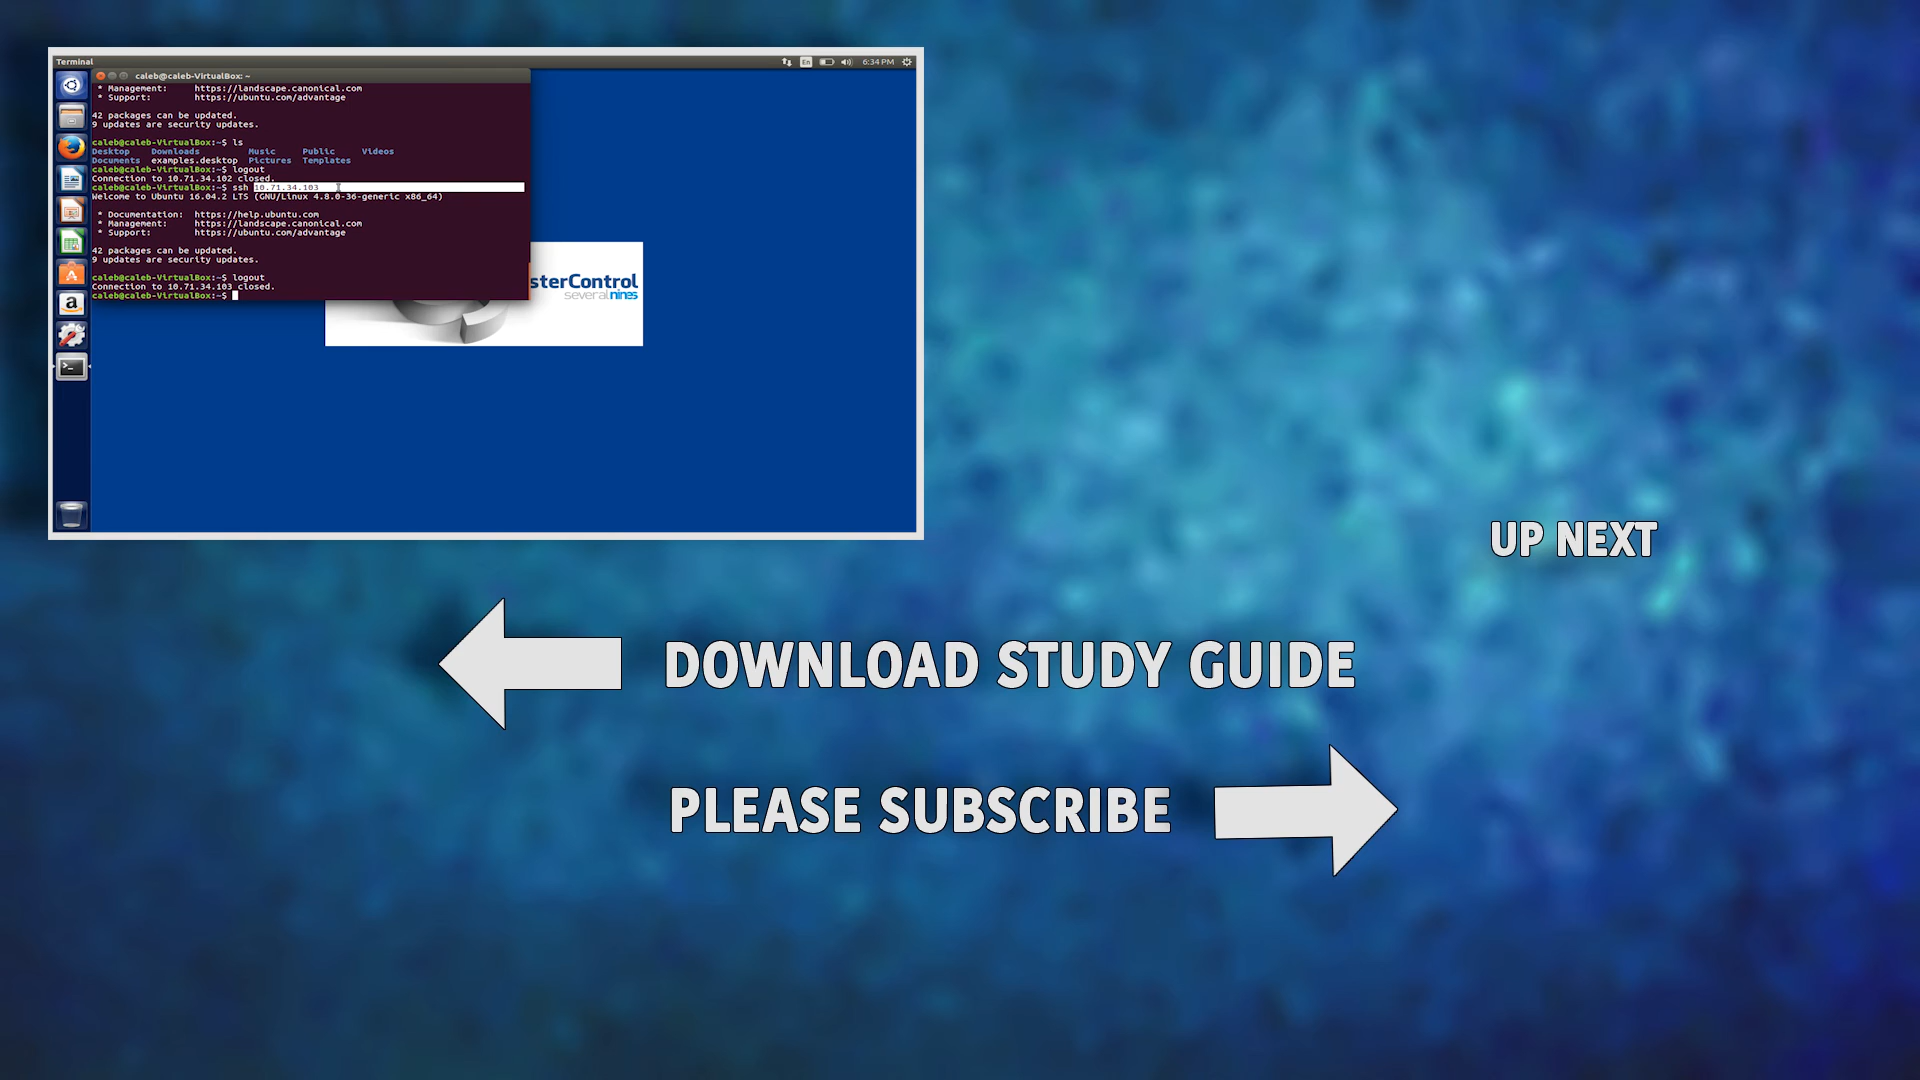 Terminal
En
6:34 PM
caleb@caleb-VirtualBox: ~
* Management: https://landscape.canonical.com
* Support: https://ubuntu.com/advantage
42 packages can be updated.
9 updates are security updates.
caleb@caleb-VirtualBox:~$ ls
Desktop Downloads Music Public Videos
Documents examples.desktop Pictures Templates
caleb@caleb-VirtualBox:~$ logout
Connection to 10.71.34.102 closed.
caleb@caleb-VirtualBox:~$ ssh 10.71.34.103
Welcome to Ubuntu 16.04.2 LTS (GNU/Linux 4.8.0-36-generic x86_64)
* Documentation: https://help.ubuntu.com
* Management: https://landscape.canonical.com
* Support: https://ubuntu.com/advantage
42 packages can be updated.
9 updates are security updates.
caleb@caleb-VirtualBox:~$ logout
Connection to 10.71.34.103 closed.
caleb@caleb-VirtualBox:~$
sterControl
severalnines
UP NEXT
DOWNLOAD STUDY GUIDE
PLEASE SUBSCRIBE